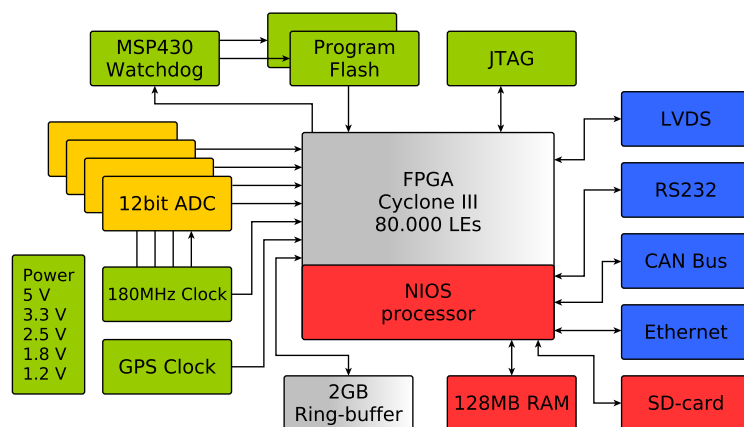 MSP430
Watchdog
Program
Flash
JTAG
LVDS
12bit ADC
FPGA
Cyclone III
80.000 LEs
RS232
CAN Bus
Power
5 V
3.3 V
2.5 V
1.8 V
1.2 V
180MHz Clock
NIOS
processor
Ethernet
GPS Clock
2GB
Ring-buffer
128MB RAM
SD-card